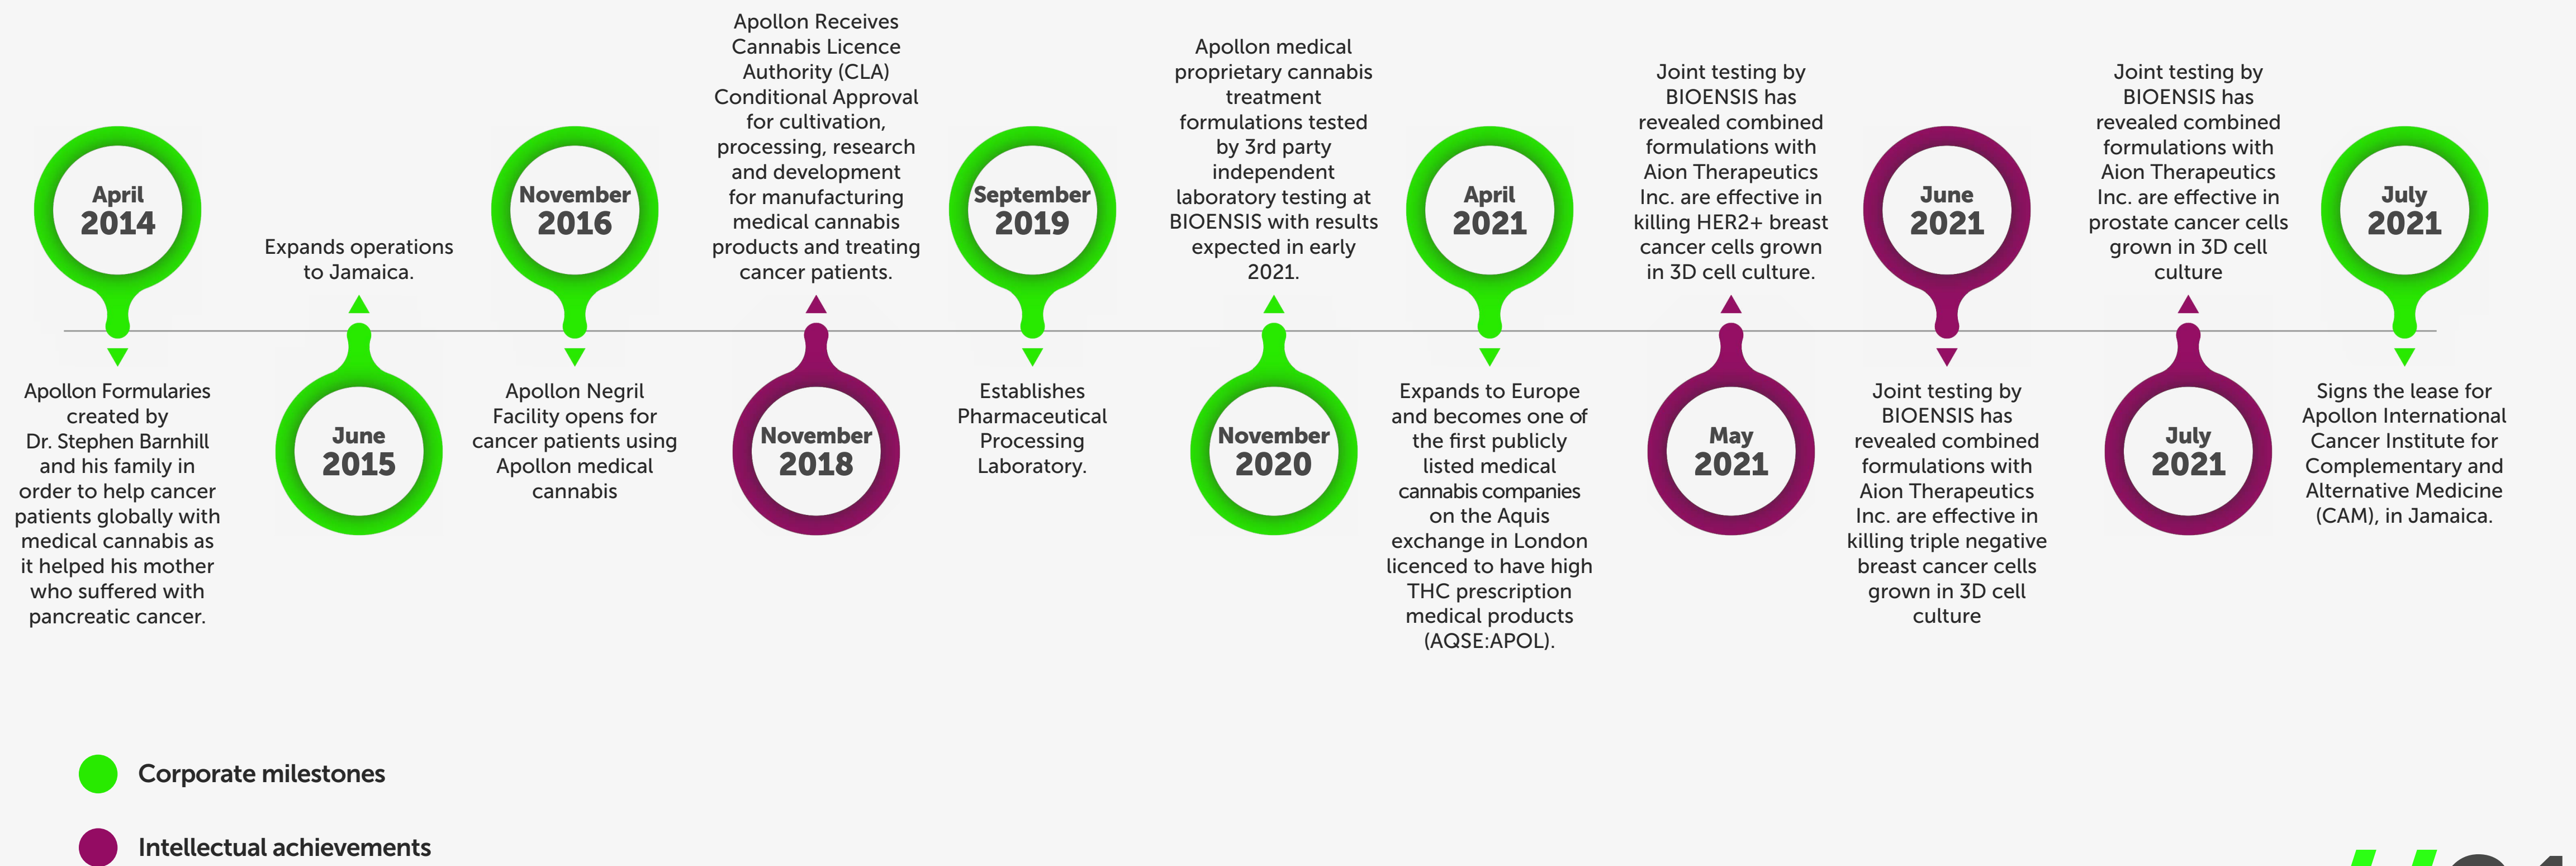 April
2014
Apollon Formularies
created by
Dr. Stephen Barnhill
and his family in
order to help cancer
patients globally with
medical cannabis as
it helped his mother
who suffered with
pancreatic cancer.
Expands operations
to Jamaica.
June
2015
November
2016
Apollon Negril
Facility opens for
cancer patients using
Apollon medical
cannabis
Apollon Receives
Cannabis Licence
Authority (CLA)
Conditional Approval
for cultivation,
processing, research
and development
for manufacturing
medical cannabis
products and treating
cancer patients.
November
2018
September
2019
Establishes
Pharmaceutical
Processing
Laboratory.
Apollon medical
proprietary cannabis
treatment
formulations tested
by 3rd party
independent
laboratory testing at
BIOENSIS with results
expected in early
2021.
November
2020
April
2021
Expands to Europe
and becomes one of
the first publicly
listed medical
cannabis companies
on the Aquis
exchange in London
licenced to have high
THC prescription
medical products
(AQSE:APOL).
Joint testing by
BIOENSIS has
revealed combined
formulations with
Aion Therapeutics
Inc. are effective in
killing HER2+ breast
cancer cells grown
in 3D cell culture.
May
2021
June
2021
Joint testing by
BIOENSIS has
revealed combined
formulations with
Aion Therapeutics
Inc. are effective in
killing triple negative
breast cancer cells
grown in 3D cell
culture
Joint testing by
BIOENSIS has
revealed combined
formulations with
Aion Therapeutics
Inc. are effective in
prostate cancer cells
grown in 3D cell
culture
July
2021
July
2021
Signs the lease for
Apollon International
Cancer Institute for
Complementary and
Alternative Medicine
(CAM), in Jamaica.
Corporate milestones
Intellectual achievements